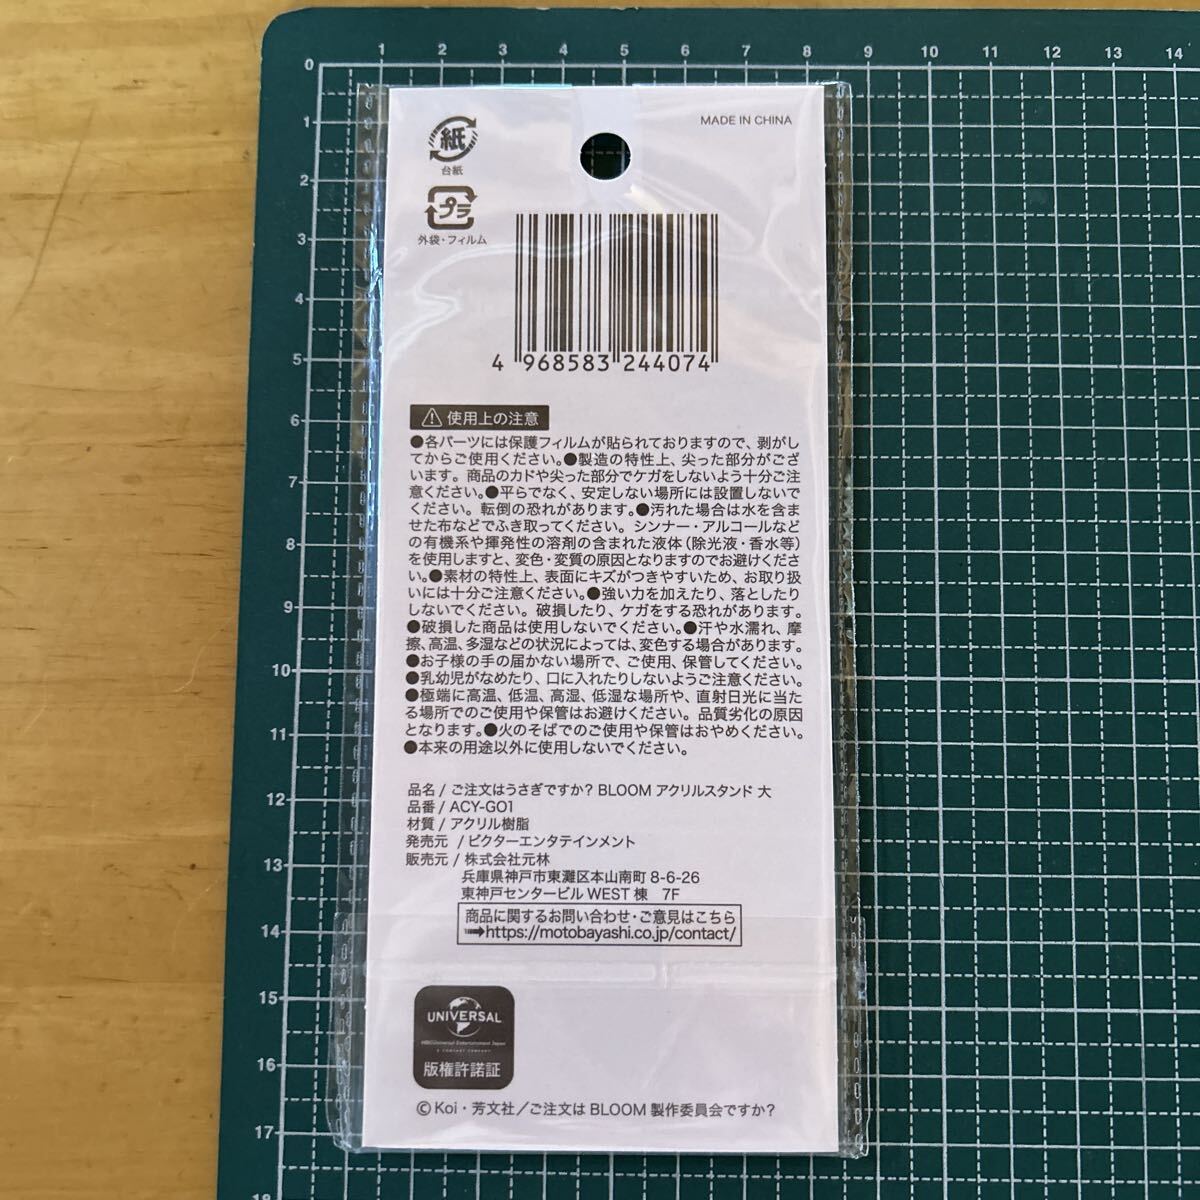 0 1 2 3 4 5 6 7 8 9 10 11 12 13 14
1
2
3
4
5
6
7
8
9
10
11
12
13
14
15
16
17
18
MADE IN CHINA
紙
台紙
プラ
外袋・フィルム
4 968583 244074
使用上の注意
●各パーツには保護フィルムが貼られておりますので、剥がし
てからご使用ください。●製造の特性上、尖った部分がござ
います。商品のカドや尖った部分でケガをしないよう十分ご注
意ください。●平らでなく、安定しない場所には設置しないで
ください。転倒の恐れがあります。●汚れた場合は水を含ま
せた布などでふき取ってください。シンナー・アルコールなど
の有機系や揮発性の溶剤の含まれた液体（除光液・香水等）
を使用しますと、変色・変質の原因となりますのでお避けくださ
い。●素材の特性上、表面にキズがつきやすいため、お取り扱
いには十分ご注意ください。●強い力を加えたり、落としたり
しないでください。破損したり、ケガをする恐れがあります。
●破損した商品は使用しないでください。●汗や水濡れ、摩
擦、高温、多湿などの状況によっては、変色する場合があります。
●お子様の手の届かない場所で、ご使用、保管してください。
●乳幼児がなめたり、口に入れたりしないようご注意ください。
●極端に高温、低温、高湿、低湿な場所や、直射日光に当た
る場所でのご使用や保管はお避けください。品質劣化の原因
となります。●火のそばでのご使用や保管はおやめください。
●本来の用途以外に使用しないでください。
品名 / ご注文はうさぎですか? BLOOM アクリルスタンド 大
品番 / ACY-G01
材質 / アクリル樹脂
発売元 / ビクターエンタテインメント
販売元 / 株式会社元林
兵庫県神戸市東灘区本山南町 8-6-26
東神戸センタービル WEST 棟 7F
商品に関するお問い合わせ・ご意見はこちら
➡https://motobayashi.co.jp/contact/
UNIVERSAL
NBCUniversal Entertainment Japan
A COMCAST COMPANY
版権許諾証
©Koi・芳文社／ご注文は BLOOM 製作委員会ですか?